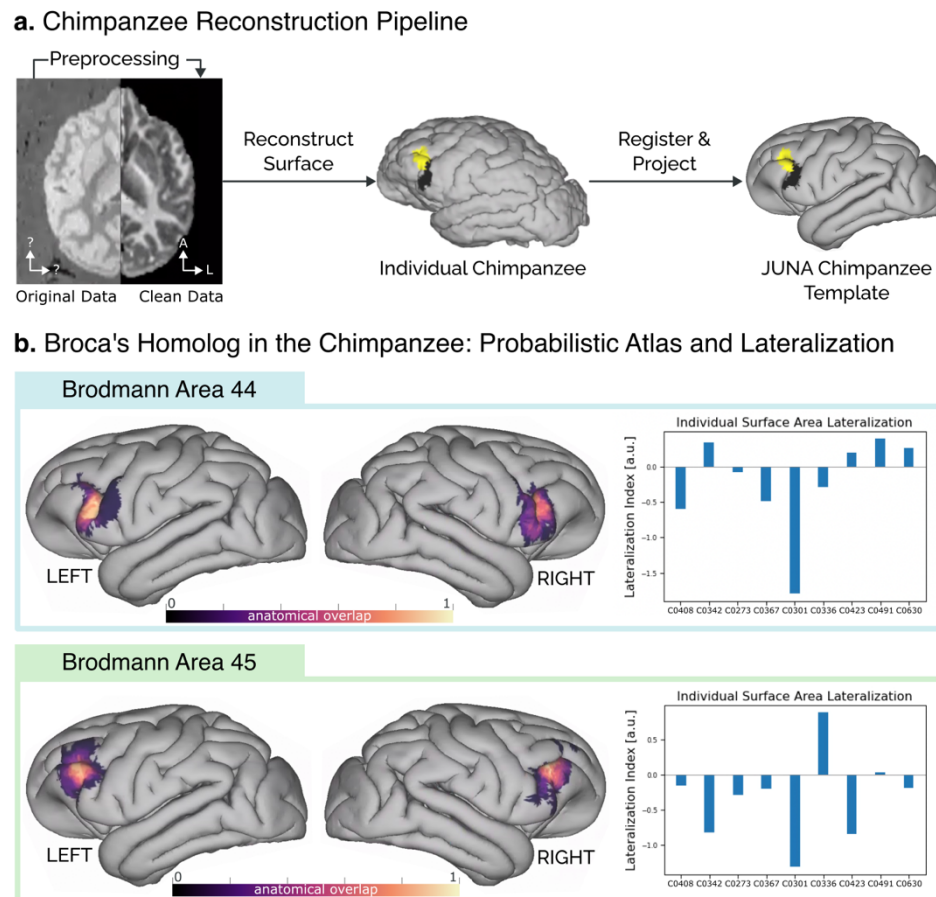 a. Chimpanzee Reconstruction Pipeline
Preprocessing
Reconstruct
Surface
Register &
Project
?
?
A
L
Original Data
Clean Data
Individual Chimpanzee
JUNA Chimpanzee
Template
b. Broca's Homolog in the Chimpanzee: Probabilistic Atlas and Lateralization
Brodmann Area 44
LEFT
RIGHT
0
1
anatomical overlap
Individual Surface Area Lateralization
Lateralization Index [a.u.]
0.0
−0.5
−1.0
−1.5
C0408 C0342 C0273 C0367 C0301 C0336 C0423 C0491 C0630
Brodmann Area 45
LEFT
RIGHT
0
1
anatomical overlap
Individual Surface Area Lateralization
Lateralization Index [a.u.]
0.5
0.0
−0.5
−1.0
C0408 C0342 C0273 C0367 C0301 C0336 C0423 C0491 C0630